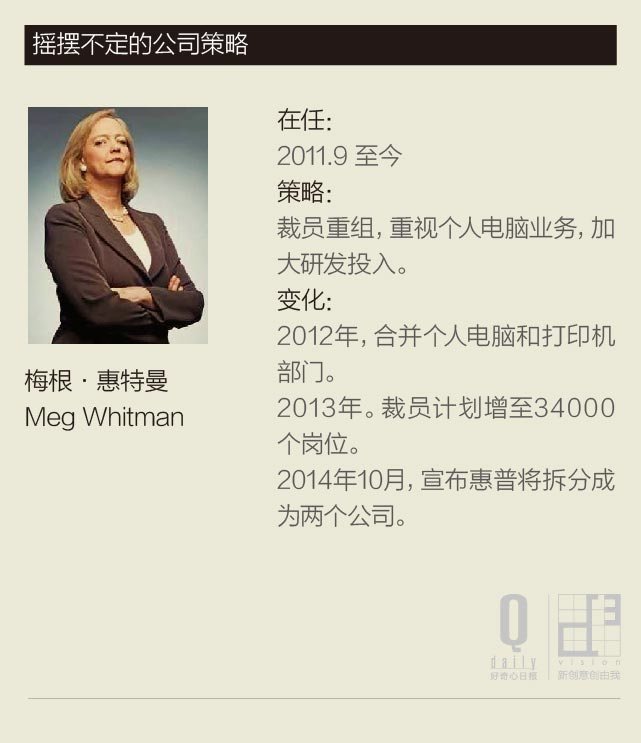 摇摆不定的公司策略
在任:
2011.9 至今
策略:
裁员重组，重视个人电脑业务，加
大研发投入。
变化:
2012年，合并个人电脑和打印机
部门。
2013年。裁员计划增至34000
个岗位。
2014年10月，宣布惠普将拆分成
为两个公司。
梅根·惠特曼
Meg Whitman
Q
daily
好奇心日报
vision
新创意创由我